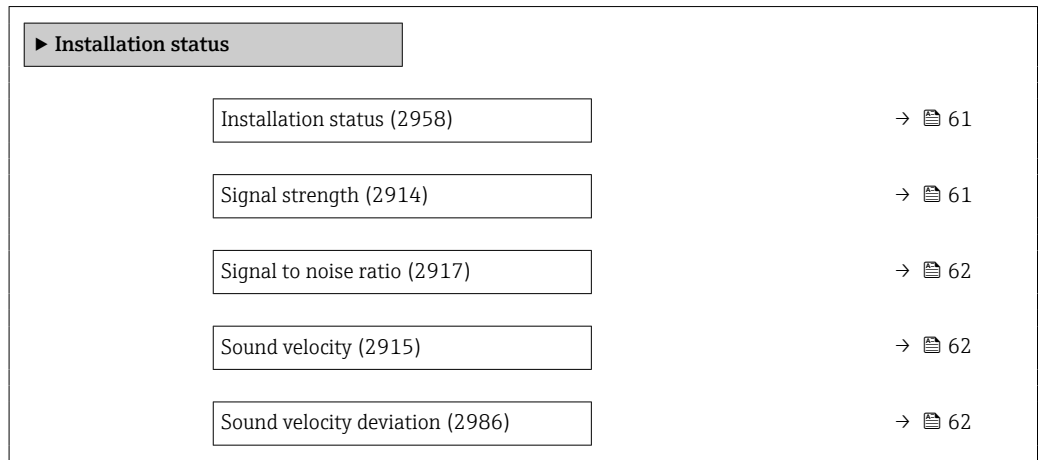 ▶ Installation status
Installation status (2958) → 61
Signal strength (2914) → 61
Signal to noise ratio (2917) → 62
Sound velocity (2915) → 62
Sound velocity deviation (2986) → 62